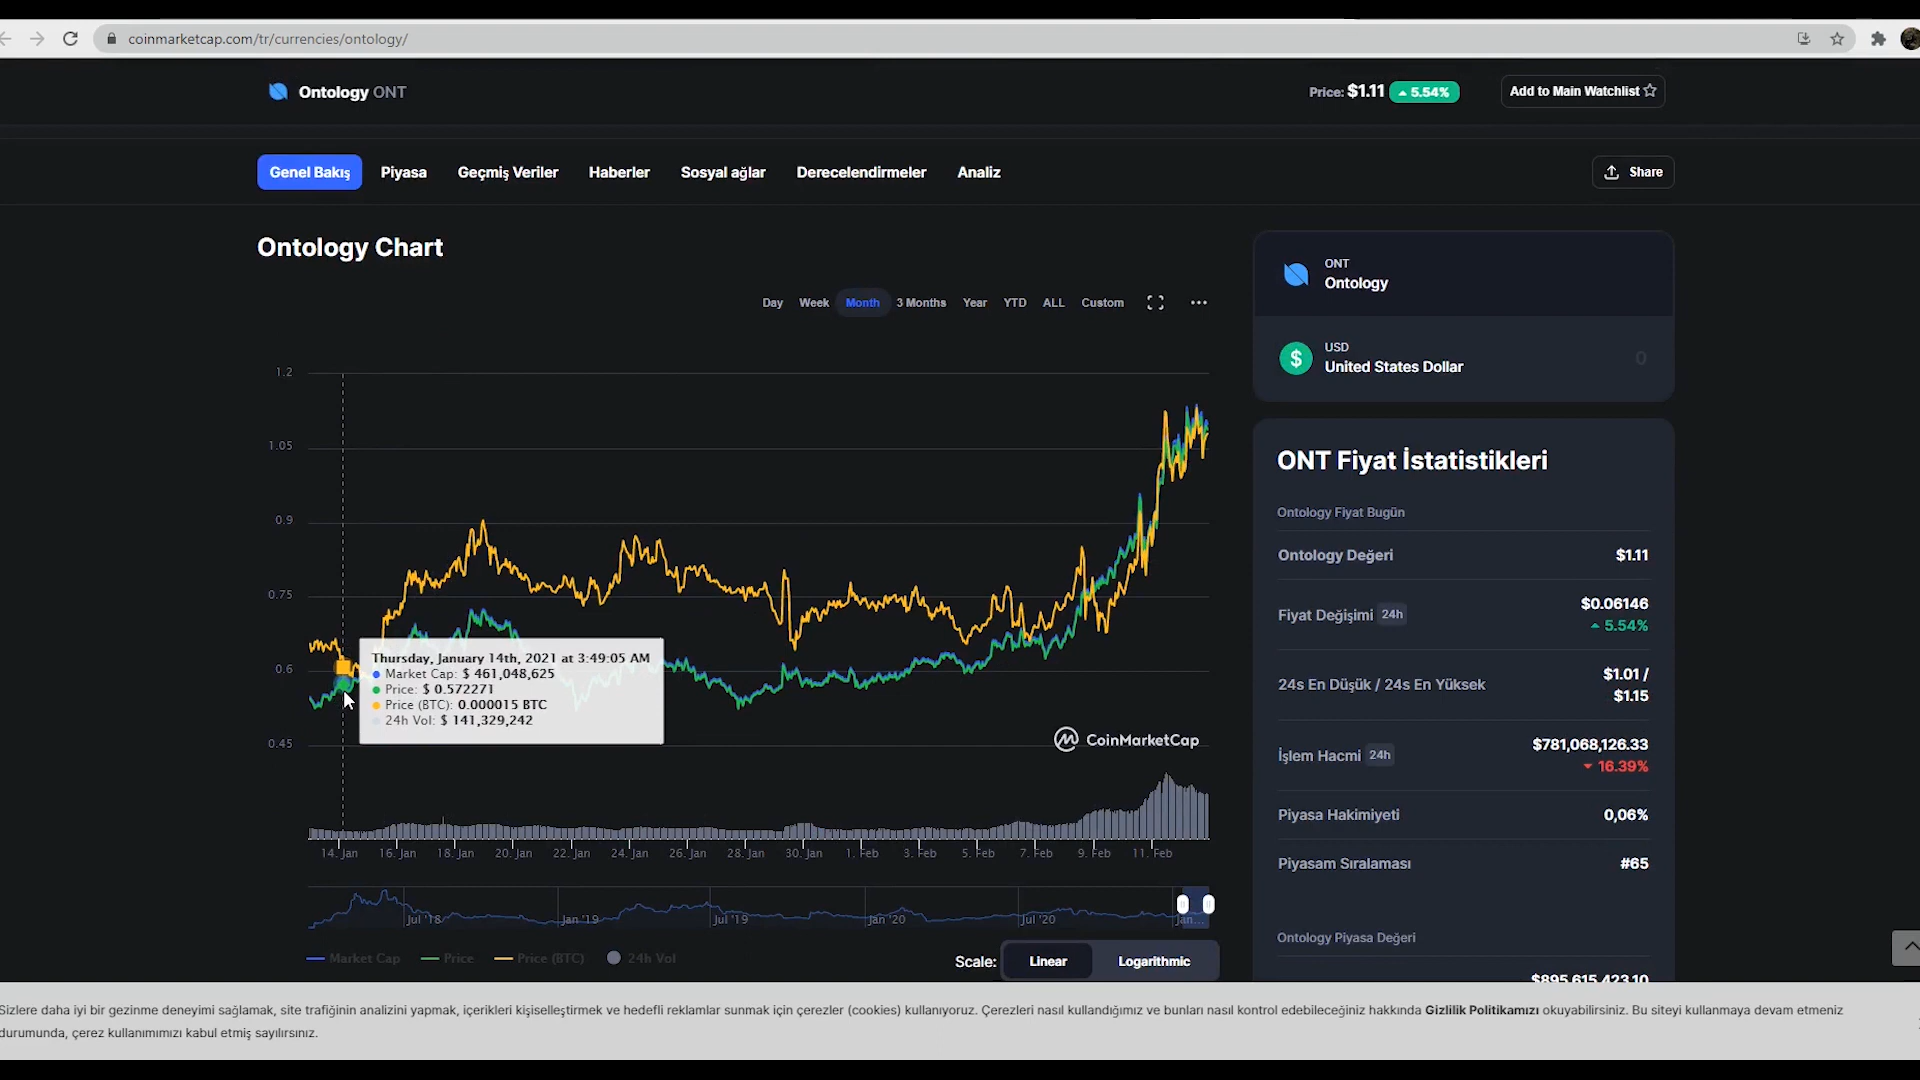 coinmarketcap.com/tr/currencies/ontology/
Ontology ONT
Price: $1.11 5.54%
Add to Main Watchlist
Genel Bakış Piyasa Geçmiş Veriler Haberler Sosyal ağlar Derecelendirmeler Analiz
Share
Ontology Chart
Day Week Month 3 Months Year YTD ALL Custom
1.2
1.05
0.9
0.75
0.6
0.45
Thursday, January 14th, 2021 at 3:49:05 AM
Market Cap: $ 461,048,625
Price: $ 0.572271
Price (BTC): 0.000015 BTC
24h Vol: $ 141,329,242
CoinMarketCap
14. Jan 16. Jan 18. Jan 20. Jan 22. Jan 24. Jan 26. Jan 28. Jan 30. Jan 1. Feb 3. Feb 5. Feb 7. Feb 9. Feb 11. Feb
Jul '18 Jan '19 Jul '19 Jan '20 Jul '20 Jan...
Market Cap Price Price (BTC) 24h Vol
Scale: Linear Logarithmic
ONT
Ontology
USD
United States Dollar
0
ONT Fiyat İstatistikleri
Ontology Fiyat Bugün
Ontology Değeri $1.11
Fiyat Değişimi 24h $0.06146
5.54%
24s En Düşük / 24s En Yüksek $1.01 /
$1.15
İşlem Hacmi 24h $781,068,126.33
16.39%
Piyasa Hakimiyeti 0,06%
Piyasam Sıralaması #65
Ontology Piyasa Değeri
$895,615,423.10
Sizlere daha iyi bir gezinme deneyimi sağlamak, site trafiğinin analizini yapmak, içerikleri kişiselleştirmek ve hedefli reklamlar sunmak için çerezler (cookies) kullanıyoruz. Çerezleri nasıl kullandığımız ve bunları nasıl kontrol edebileceğiniz hakkında Gizlilik Politikamızı okuyabilirsiniz. Bu siteyi kullanmaya devam etmeniz
durumunda, çerez kullanımımızı kabul etmiş sayılırsınız.